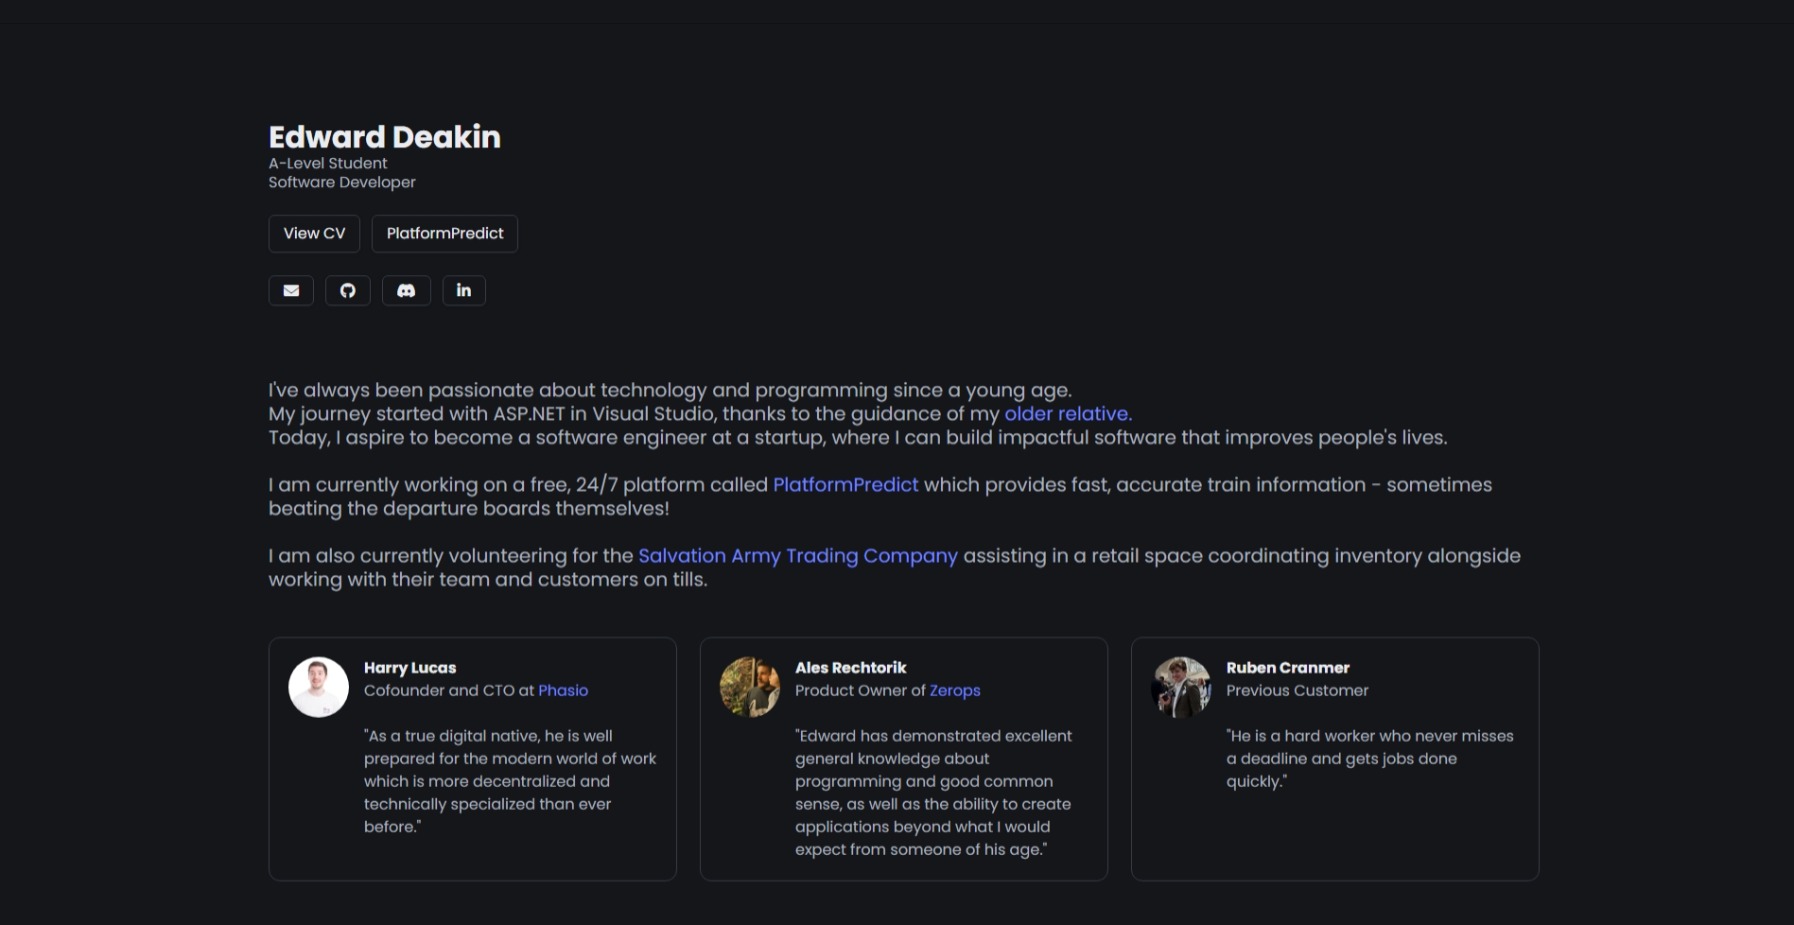 Edward Deakin
A-Level Student
Software Developer
View CV
PlatformPredict
in
I've always been passionate about technology and programming since a young age.
My journey started with ASP.NET in Visual Studio, thanks to the guidance of my older relative.
Today, I aspire to become a software engineer at a startup, where I can build impactful software that improves people's lives.
I am currently working on a free, 24/7 platform called PlatformPredict which provides fast, accurate train information - sometimes
beating the departure boards themselves!
I am also currently volunteering for the Salvation Army Trading Company assisting in a retail space coordinating inventory alongside
working with their team and customers on tills.
Harry Lucas
Cofounder and CTO at Phasio
"As a true digital native, he is well
prepared for the modern world of work
which is more decentralized and
technically specialized than ever
before."
Ales Rechtorik
Product Owner of Zerops
"Edward has demonstrated excellent
general knowledge about
programming and good common
sense, as well as the ability to create
applications beyond what I would
expect from someone of his age."
Ruben Cranmer
Previous Customer
"He is a hard worker who never misses
a deadline and gets jobs done
quickly."